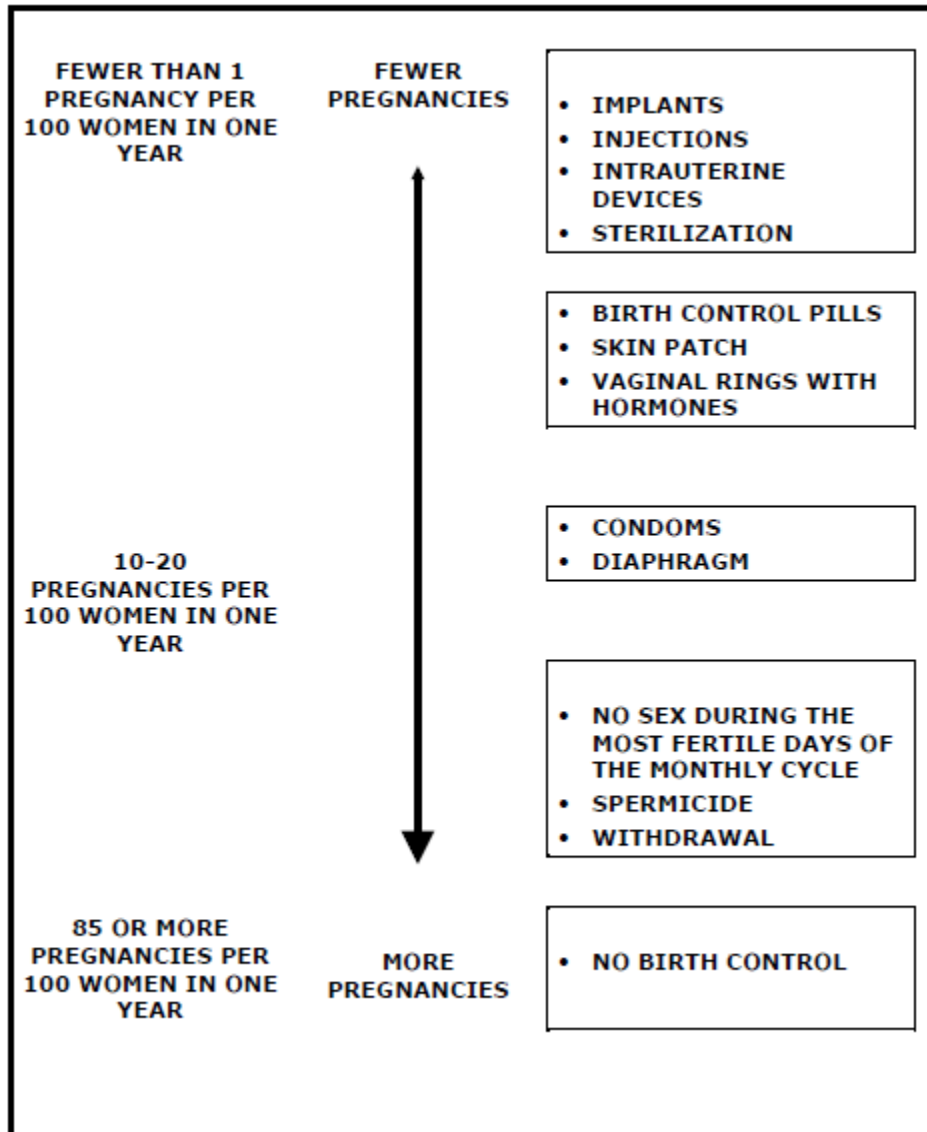 FEWER THAN 1
PREGNANCY PER
100 WOMEN IN ONE
YEAR
FEWER
PREGNANCIES
• IMPLANTS
• INJECTIONS
• INTRAUTERINE
DEVICES
• STERILIZATION
• BIRTH CONTROL PILLS
• SKIN PATCH
• VAGINAL RINGS WITH
HORMONES
10-20
PREGNANCIES PER
100 WOMEN IN ONE
YEAR
• CONDOMS
• DIAPHRAGM
• NO SEX DURING THE
MOST FERTILE DAYS OF
THE MONTHLY CYCLE
• SPERMICIDE
• WITHDRAWAL
85 OR MORE
PREGNANCIES PER
100 WOMEN IN ONE
YEAR
MORE
PREGNANCIES
• NO BIRTH CONTROL